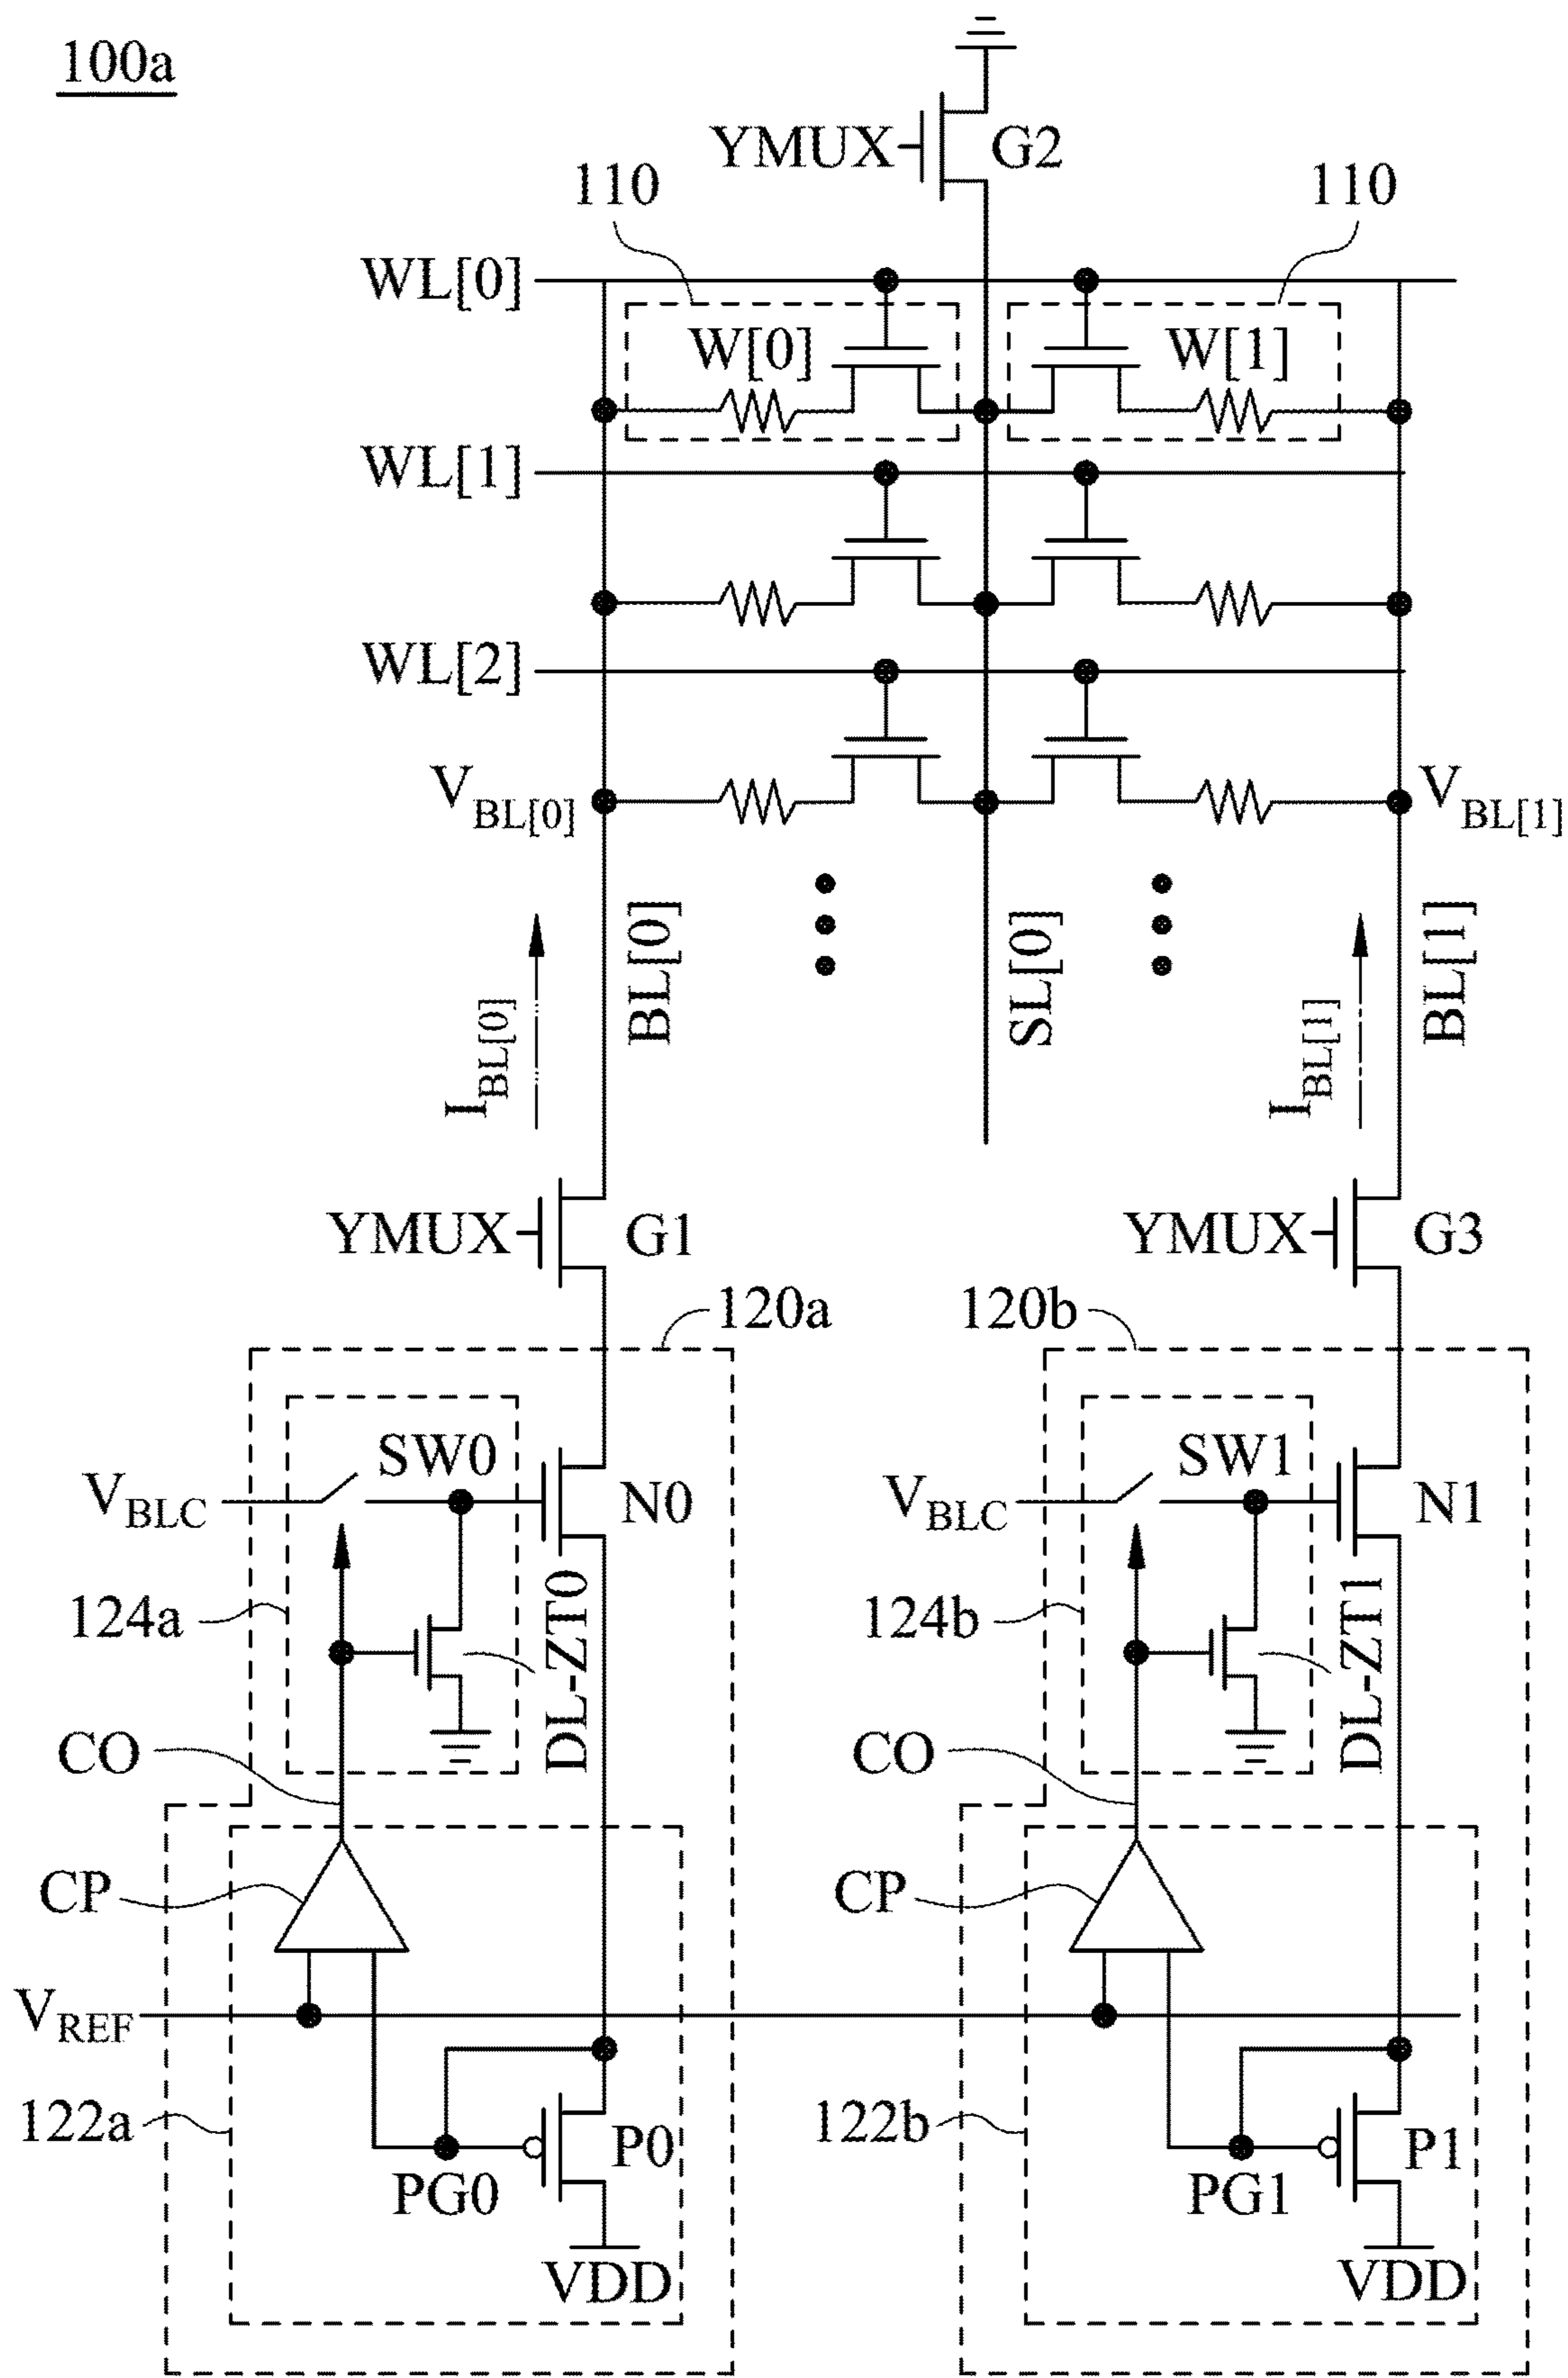 100a
YMUX G2
110 110
WL[0]
W[0] W[1]
WL[1]
WL[2]
VBL[0] VBL[1]
IBL[0] BL[0] SL[0] IBL[1] BL[1]
YMUX G1 YMUX G3
120a 120b
VBLC SW0 N0 VBLC SW1 N1
124a DL-ZT0 124b DL-ZT1
CO CO
CP CP
VREF
122a PG0 P0 122b PG1 P1
VDD VDD